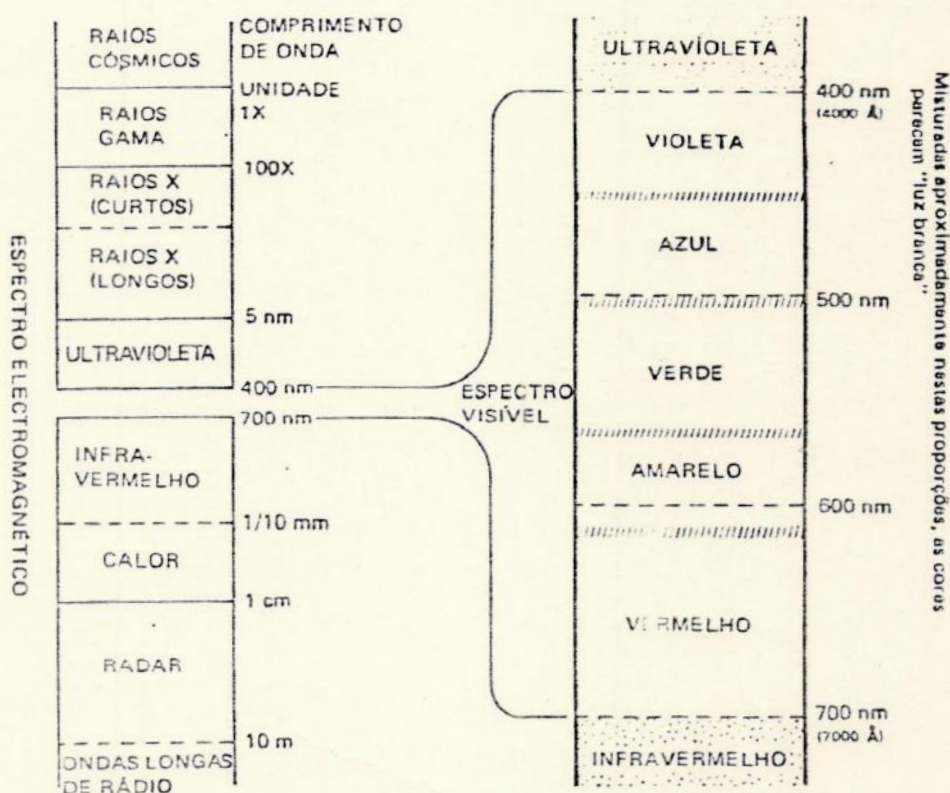 ESPECTRO ELECTROMAGNÉTICO
RAIOS
CÓSMICOS
COMPRIMENTO
DE ONDA
UNIDADE
1X
RAIOS
GAMA
100X
RAIOS X
(CURTOS)
RAIOS X
(LONGOS)
5 nm
ULTRAVIOLETA
400 nm
700 nm
INFRA-
VERMELHO
1/10 mm
CALOR
1 cm
RADAR
10 m
ONDAS LONGAS
DE RÁDIO
ESPECTRO
VISÍVEL
ULTRAVIOLETA
400 nm
(4000 Å)
VIOLETA
AZUL
500 nm
VERDE
AMARELO
600 nm
VERMELHO
700 nm
(7000 Å)
INFRAVERMELHO
Misturadas aproximadamente nestas proporções, as cores
parecam "luz branca"